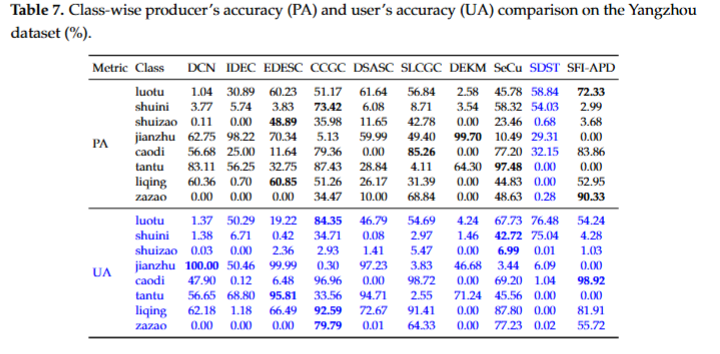 Table 7. Class-wise producer's accuracy (PA) and user's accuracy (UA) comparison on the Yangzhou
dataset (%).
Metric Class DCN IDEC EDESC CCGC DSASC SLCGC DEKM SeCu SDST SFI-APD
luotu 1.04 30.89 60.23 51.17 61.64 56.84 2.58 45.78 58.84 72.33
shuini 3.77 5.74 3.83 73.42 6.08 8.71 3.54 58.32 54.03 2.99
shuizao 0.11 0.00 48.89 35.98 11.65 42.78 0.00 23.46 0.68 3.68
PA jianzhu 62.75 98.22 70.34 5.13 59.99 49.40 99.70 10.49 29.31 0.00
caodi 56.68 25.00 11.64 79.36 0.00 85.26 0.00 77.20 32.15 83.86
tantu 83.11 56.25 32.75 87.43 28.84 4.11 64.30 97.48 0.00 0.00
liqing 60.36 0.70 60.85 51.26 26.17 31.39 0.00 44.83 0.00 52.95
zazao 0.00 0.00 0.00 34.47 10.00 68.84 0.00 48.63 0.28 90.33
luotu 1.37 50.29 19.22 84.35 46.79 54.69 4.24 67.73 76.48 54.24
shuini 1.38 6.71 0.42 34.71 0.08 2.97 1.46 42.72 75.04 4.28
shuizao 0.03 0.00 2.36 2.93 1.41 5.47 0.00 6.99 0.01 1.03
UA jianzhu 100.00 50.46 99.99 0.30 97.23 3.83 46.68 3.44 6.09 0.00
caodi 47.90 0.12 6.48 96.96 0.00 98.72 0.00 69.20 1.04 98.92
tantu 56.65 68.80 95.81 33.56 94.71 2.55 71.24 45.56 0.00 0.00
liqing 62.18 1.18 66.49 92.59 72.67 91.41 0.00 87.80 0.00 81.91
zazao 0.00 0.00 0.00 79.79 0.01 64.33 0.00 77.23 0.02 55.72